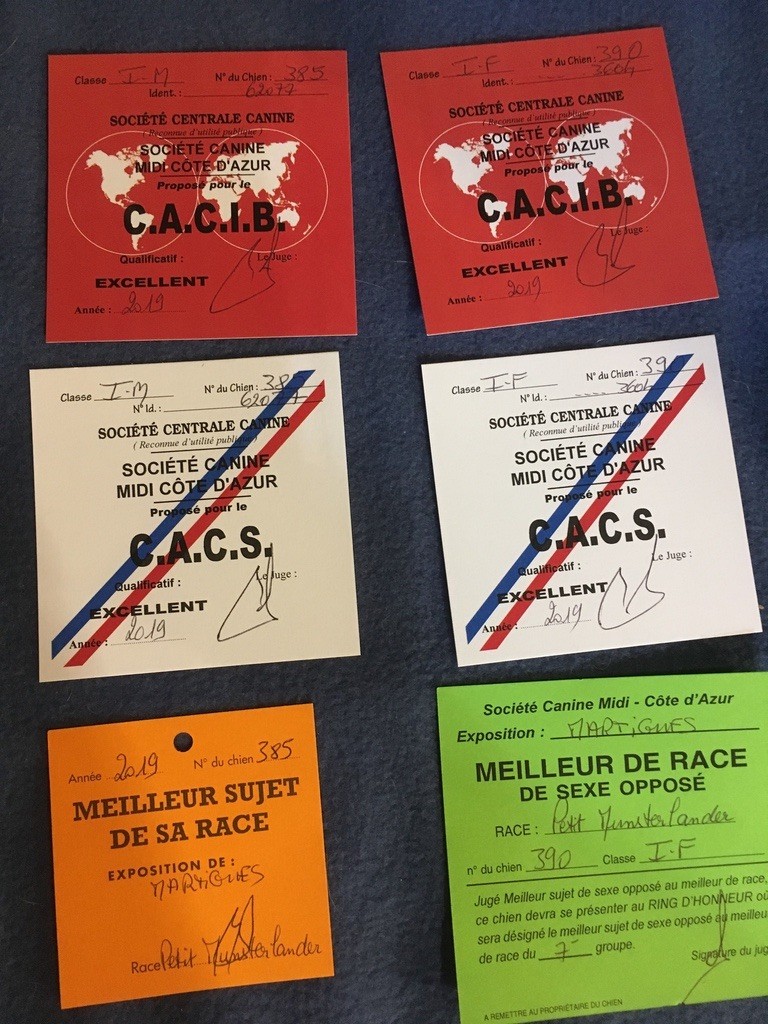 Classe I-M N° du Chien : 385
Ident. : 62077
SOCIÉTÉ CENTRALE CANINE
( Reconnue d'utilité publique )
SOCIÉTÉ CANINE
MIDI CÔTE D'AZUR
Proposé pour le
C.A.C.I.B.
Qualificatif : Le Juge :
EXCELLENT
Année : 2019
Classe I-F N° du Chien : 390
Ident. : 3604
SOCIÉTÉ CENTRALE CANINE
( Reconnue d'utilité publique )
SOCIÉTÉ CANINE
MIDI CÔTE D'AZUR
Proposé pour le
C.A.C.I.B.
Qualificatif : Le Juge :
EXCELLENT
Année : 2019
Classe I-M N° du Chien : 385
N° Id. : 62077
SOCIÉTÉ CENTRALE CANINE
( Reconnue d'utilité publique )
SOCIÉTÉ CANINE
MIDI CÔTE D'AZUR
Proposé pour le
C.A.C.S.
Qualificatif : Le Juge :
EXCELLENT
Année : 2019
Classe I-F N° du Chien : 39
N° Id. : 3604
SOCIÉTÉ CENTRALE CANINE
( Reconnue d'utilité publique )
SOCIÉTÉ CANINE
MIDI CÔTE D'AZUR
Proposé pour le
C.A.C.S.
Qualificatif : Le Juge :
EXCELLENT
Année : 2019
Année 2019 N° du chien 385
MEILLEUR SUJET
DE SA RACE
EXPOSITION DE :
MARTIGUES
Race Petit Munsterlander
Société Canine Midi - Côte d'Azur
Exposition : MARTIGUES
MEILLEUR DE RACE
DE SEXE OPPOSÉ
RACE : Petit Munsterlander
n° du chien 390 Classe I-F
Jugé Meilleur sujet de sexe opposé au meilleur de race,
ce chien devra se présenter au RING D'HONNEUR où
sera désigné le meilleur sujet de sexe opposé au meilleu
de race du 7 groupe.
Signature du jug
A REMETTRE AU PROPRIÉTAIRE DU CHIEN